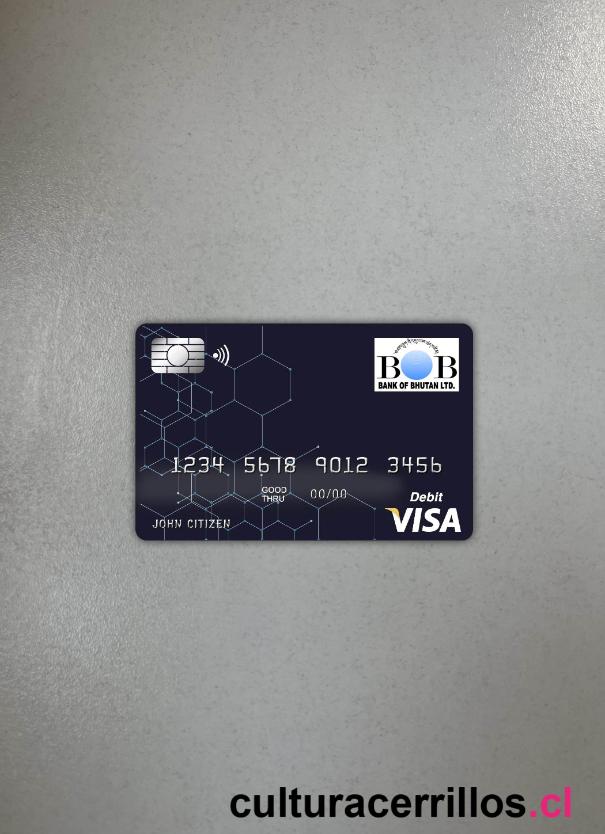 BOB
BANK OF BHUTAN LTD.
1234 5678 9012 3456
GOOD
THRU
00/00
Debit
JOHN CITIZEN
VISA
culturacerrillos.cl